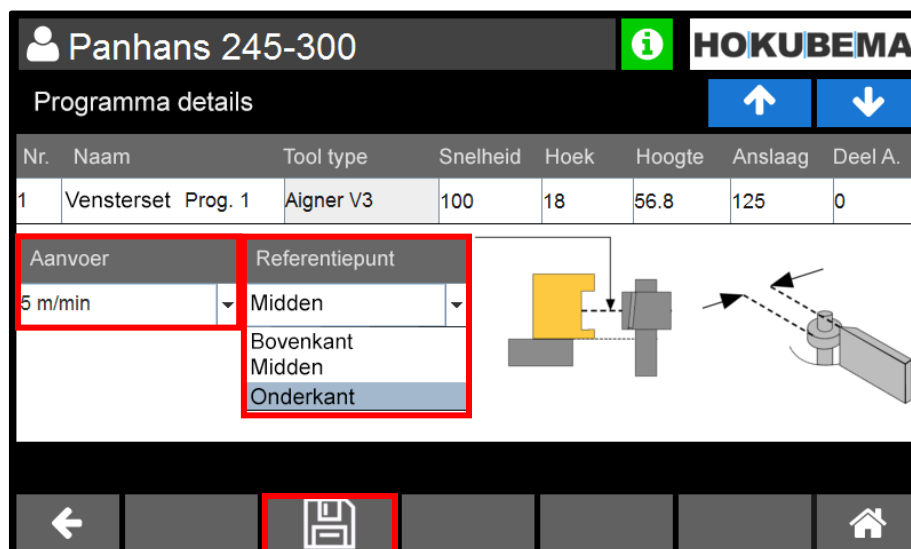 Panhans 245-300
HOKUBEMA
Programma details
Nr. Naam Tool type Snelheid Hoek Hoogte Anslaag Deel A.
1 Vensterset Prog. 1 Aigner V3 100 18 56.8 125 0
Aanvoer Referentiepunt
5 m/min Midden
Bovenkant
Midden
Onderkant